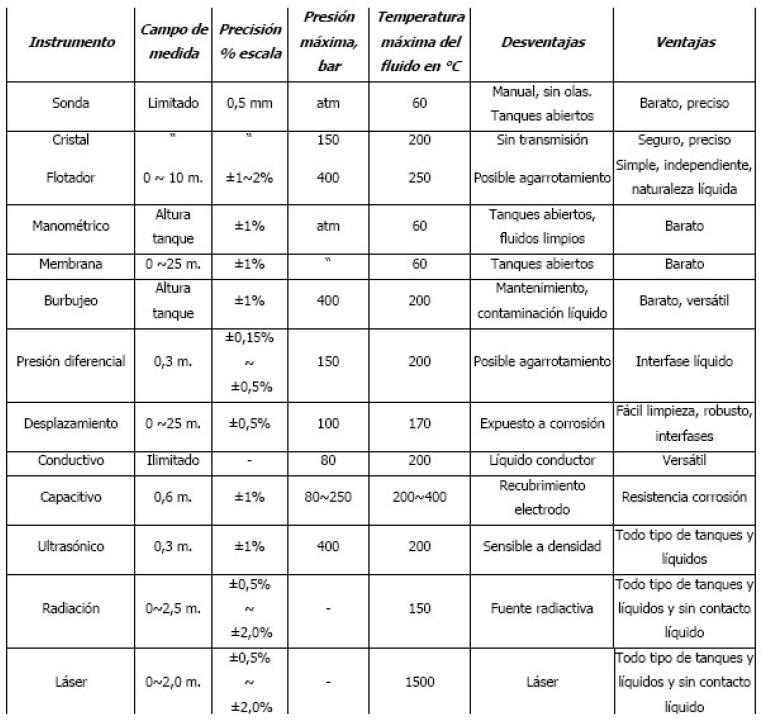 Instrumento Campo de medida Precisión % escala Presión máxima, bar Temperatura máxima del fluido en °C Desventajas Ventajas
Sonda Limitado 0,5 mm atm 60 Manual, sin olas. Tanques abiertos Barato, preciso
Cristal " " 150 200 Sin transmisión Seguro, preciso
Flotador 0 ~ 10 m. ±1~2% 400 250 Posible agarrotamiento Simple, independiente, naturaleza líquida
Manométrico Altura tanque ±1% atm 60 Tanques abiertos, fluidos limpios Barato
Membrana 0 ~25 m. ±1% " 60 Tanques abiertos Barato
Burbujeo Altura tanque ±1% 400 200 Mantenimiento, contaminación líquido Barato, versátil
Presión diferencial 0,3 m. ±0,15% ~ ±0,5% 150 200 Posible agarrotamiento Interfase líquido
Desplazamiento 0 ~25 m. ±0,5% 100 170 Expuesto a corrosión Fácil limpieza, robusto, interfases
Conductivo Ilimitado - 80 200 Líquido conductor Versátil
Capacitivo 0,6 m. ±1% 80~250 200~400 Recubrimiento electrodo Resistencia corrosión
Ultrasónico 0,3 m. ±1% 400 200 Sensible a densidad Todo tipo de tanques y líquidos
Radiación 0~2,5 m. ±0,5% ~ ±2,0% - 150 Fuente radiactiva Todo tipo de tanques y líquidos y sin contacto líquido
Láser 0~2,0 m. ±0,5% ~ ±2,0% - 1500 Láser Todo tipo de tanques y líquidos y sin contacto líquido